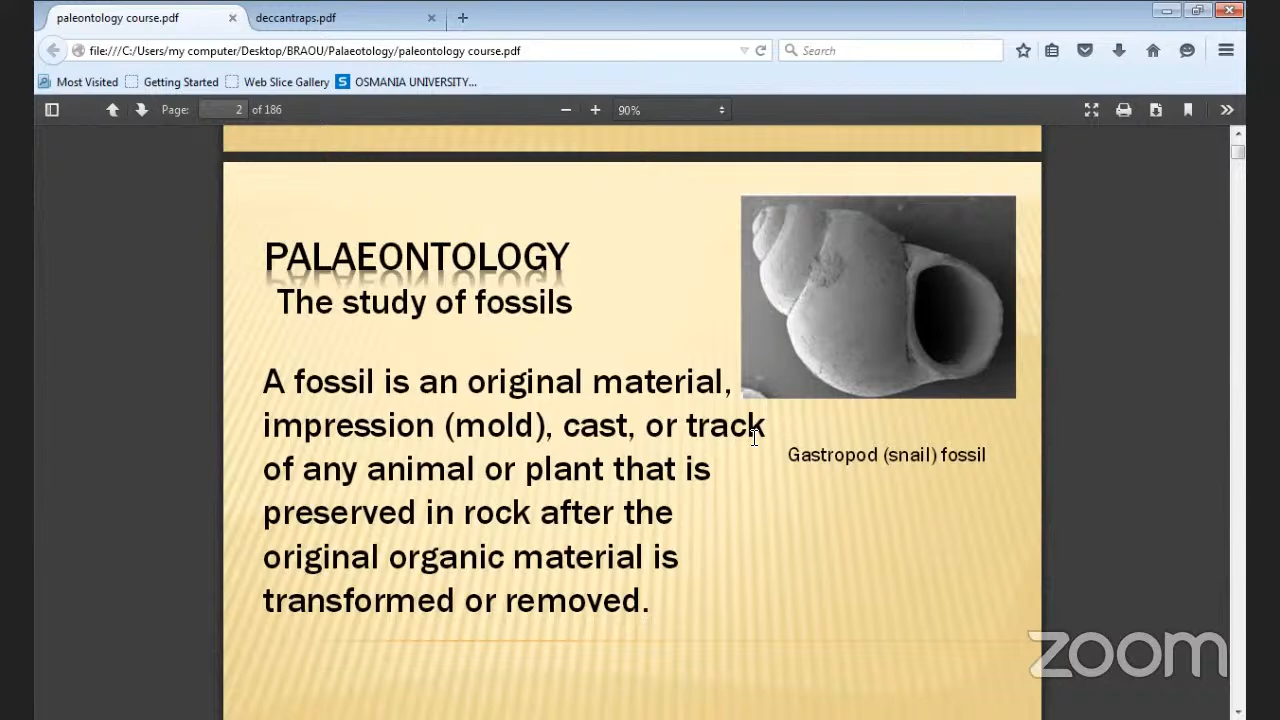 paleontology course.pdf
deccantraps.pdf
file:///C:/Users/my computer/Desktop/BRAOU/Palaeotology/paleontology course.pdf
Search
Most Visited
Getting Started
Web Slice Gallery
S
OSMANIA UNIVERSITY...
Page:
2
of 186
90%
PALAEONTOLOGY
The study of fossils
A fossil is an original material,
impression (mold), cast, or track
of any animal or plant that is
preserved in rock after the
original organic material is
transformed or removed.
Gastropod (snail) fossil
zoom